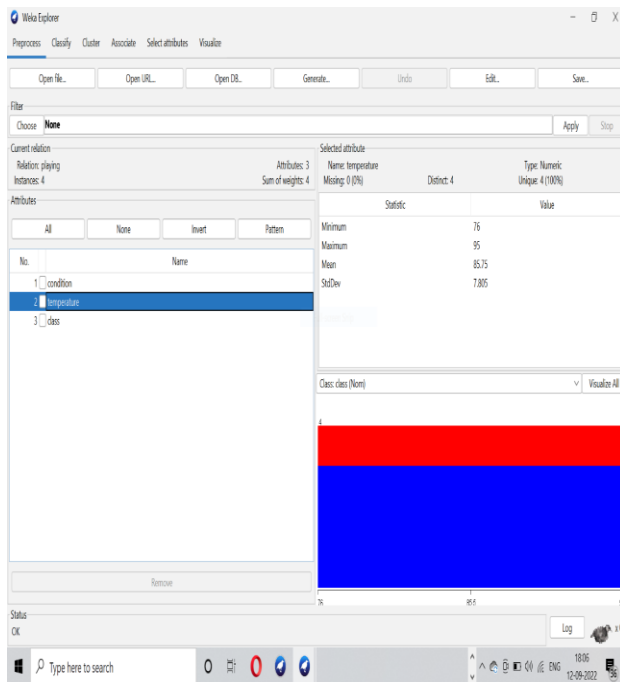 Weka Explorer
Preprocess Classify Cluster Associate Select attributes Visualize
Open file... Open URL... Open DB... Generate... Undo Edit... Save...
Filter
Choose None Apply Stop
Current relation
Relation: playing Attributes: 3
Instances: 4 Sum of weights: 4
Selected attribute
Name: temperature Type: Numeric
Missing: 0 (0%) Distinct: 4 Unique: 4 (100%)
Attributes
All None Invert Pattern
No. Name
1 condition
2 temperature
3 class
Remove
Statistic Value
Minimum 76
Maximum 95
Mean 85.75
StdDev 7.805
Class: class (Nom) Visualize All
4
76 85.5
Status
OK
Log
Type here to search
ENG
18:06
12-09-2022